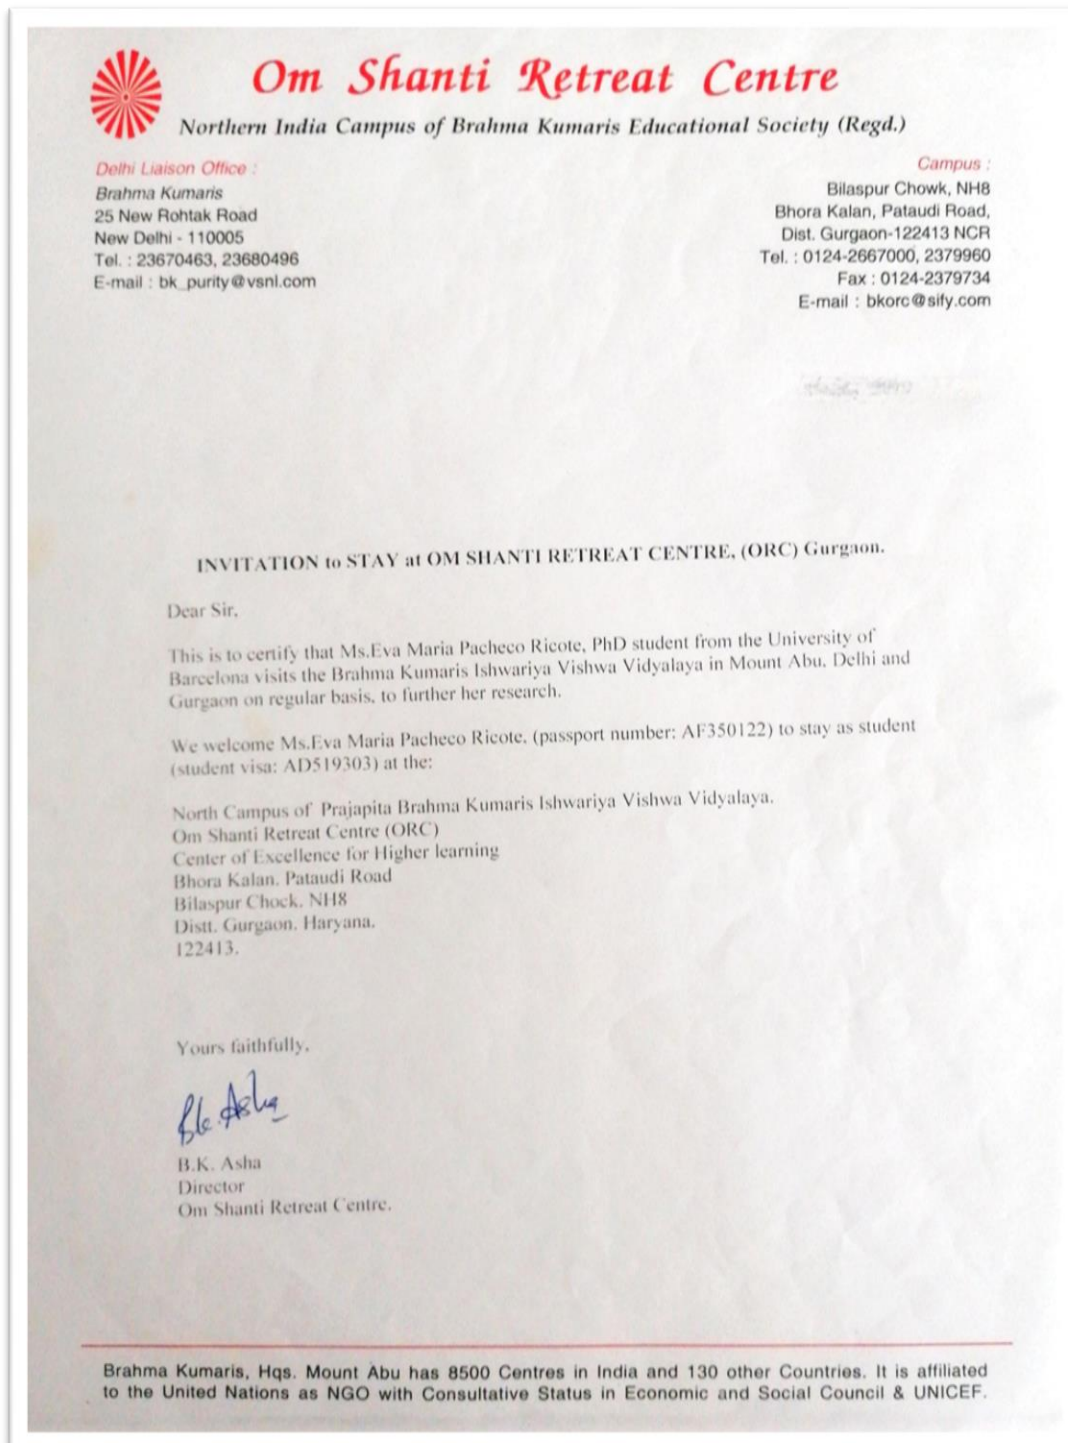 Om Shanti Retreat Centre
Northern India Campus of Brahma Kumaris Educational Society (Regd.)
Delhi Liaison Office :
Brahma Kumaris
25 New Rohtak Road
New Delhi - 110005
Tel. : 23670463, 23680496
E-mail : bk_purity@vsnl.com
Campus :
Bilaspur Chowk, NH8
Bhora Kalan, Pataudi Road,
Dist. Gurgaon-122413 NCR
Tel. : 0124-2667000, 2379960
Fax : 0124-2379734
E-mail : bkorc@sify.com
INVITATION to STAY at OM SHANTI RETREAT CENTRE, (ORC) Gurgaon.
Dear Sir,
This is to certify that Ms.Eva Maria Pacheco Ricote, PhD student from the University of
Barcelona visits the Brahma Kumaris Ishwariya Vishwa Vidyalaya in Mount Abu, Delhi and
Gurgaon on regular basis, to further her research.
We welcome Ms.Eva Maria Pacheco Ricote, (passport number: AF350122) to stay as student
(student visa: AD519303) at the:
North Campus of Prajapita Brahma Kumaris Ishwariya Vishwa Vidyalaya,
Om Shanti Retreat Centre (ORC)
Center of Excellence for Higher learning
Bhora Kalan, Pataudi Road
Bilaspur Chock, NH8
Distt. Gurgaon, Haryana,
122413.
Yours faithfully,
Bk. Asha
B.K. Asha
Director
Om Shanti Retreat Centre.
Brahma Kumaris, Hqs. Mount Abu has 8500 Centres in India and 130 other Countries. It is affiliated
to the United Nations as NGO with Consultative Status in Economic and Social Council & UNICEF.